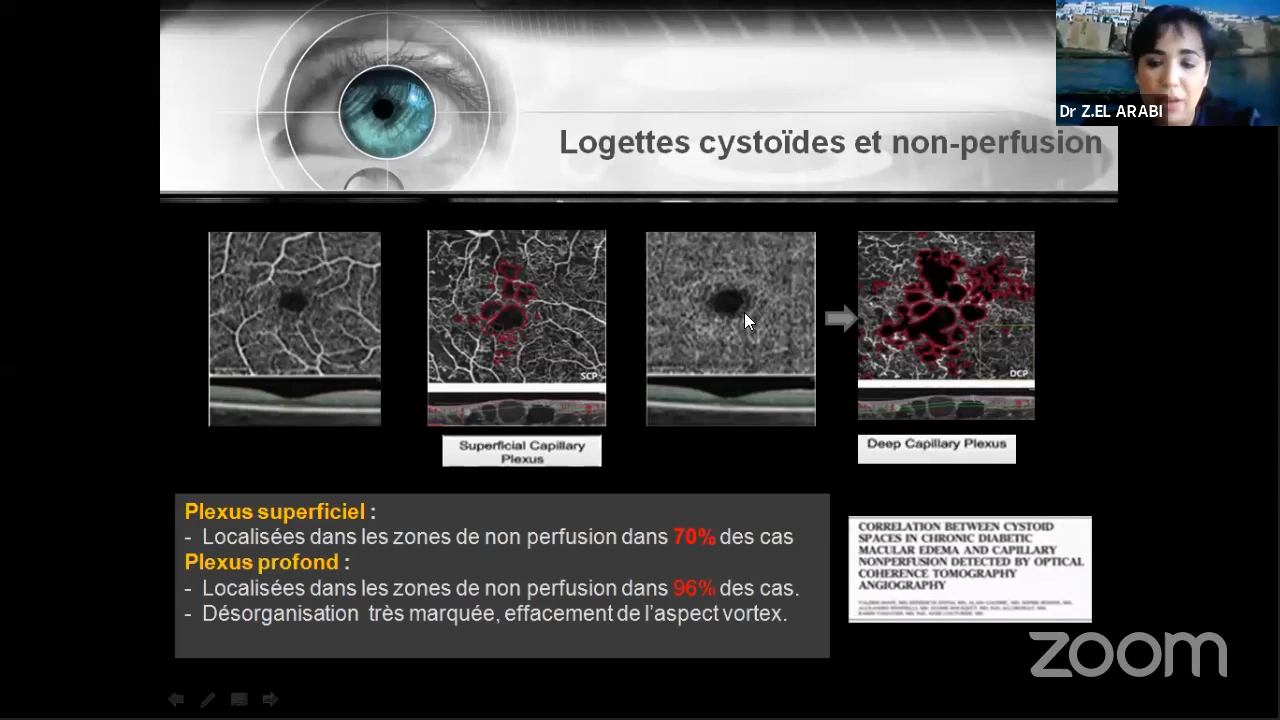 Dr Z.EL ARABI
Logettes cystoïdes et non-perfusion
SCP
DCP
Superficial Capillary
Plexus
Deep Capillary Plexus
Plexus superficiel :
- Localisées dans les zones de non perfusion dans 70% des cas
Plexus profond :
- Localisées dans les zones de non perfusion dans 96% des cas.
- Désorganisation très marquée, effacement de l'aspect vortex.
CORRELATION BETWEEN CYSTOID
SPACES IN CHRONIC DIABETIC
MACULAR EDEMA AND CAPILLARY
NONPERFUSION DETECTED BY OPTICAL
COHERENCE TOMOGRAPHY
ANGIOGRAPHY
zoom